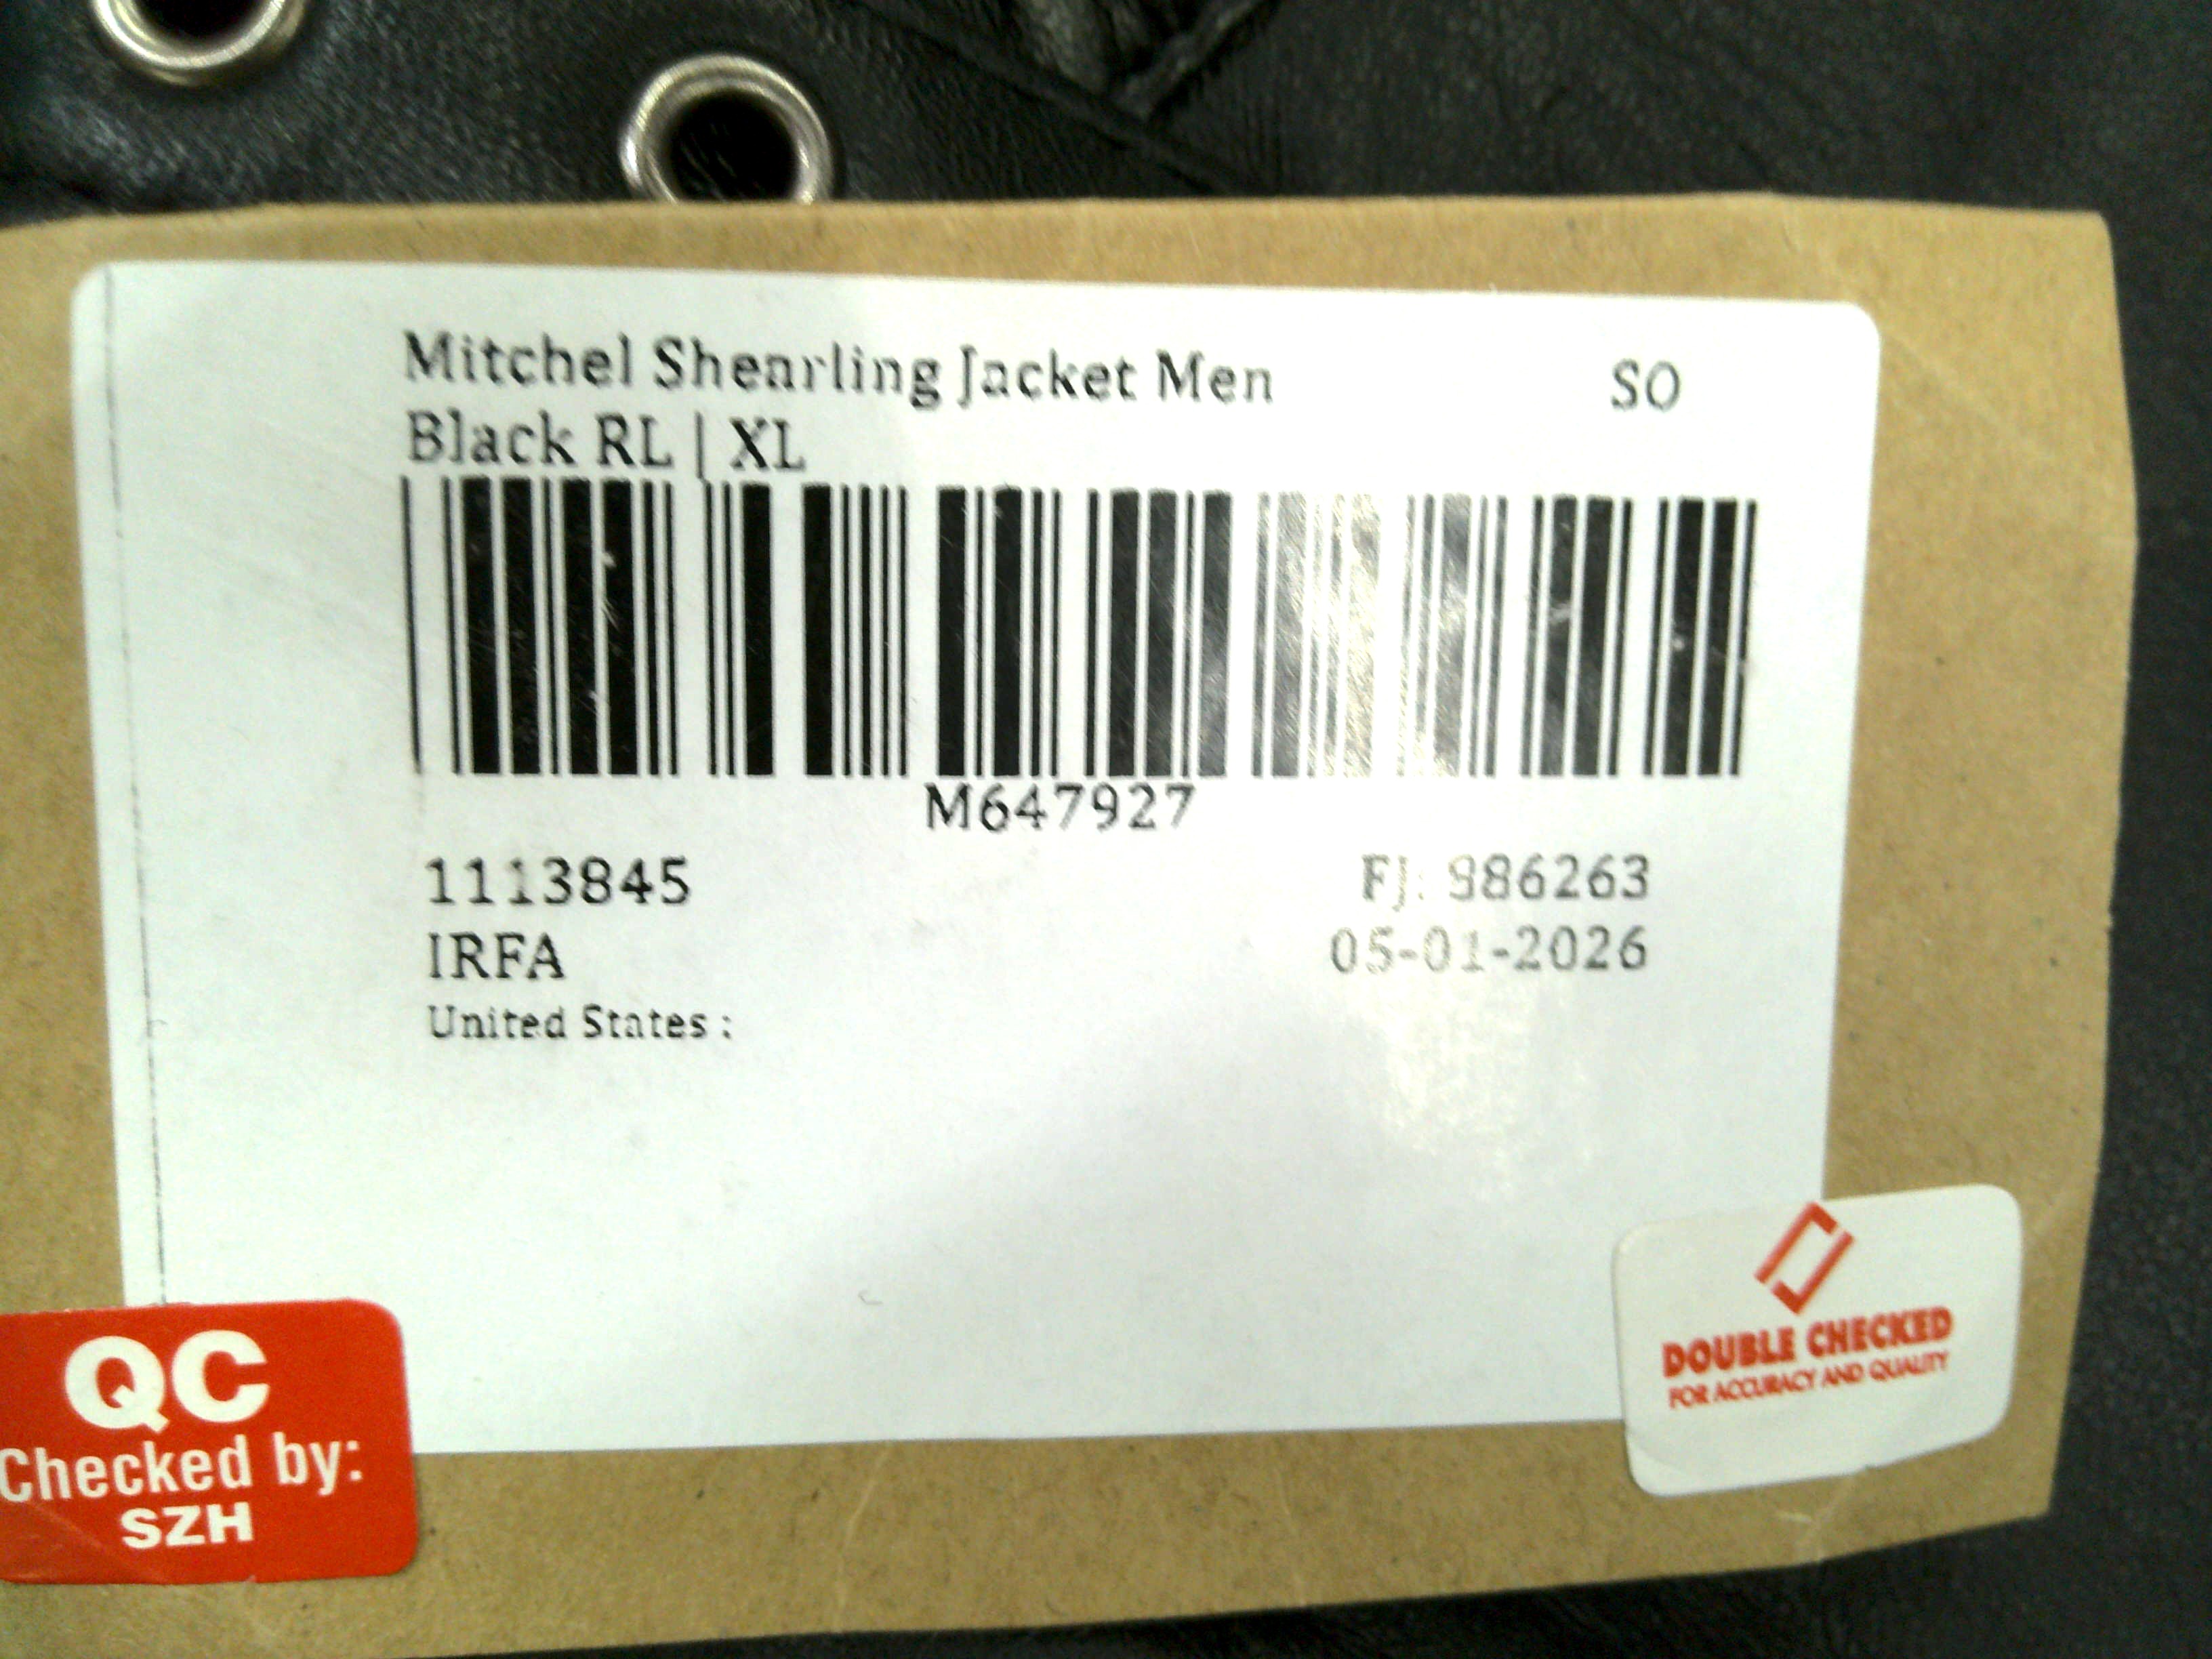 Mitchel Shearling Jacket Men SO
Black RL | XL
M647927
1113845 FJ: 986263
IRFA 05-01-2026
United States :
QC
Checked by:
SZH
DOUBLE CHECKED
FOR ACCURACY AND QUALITY